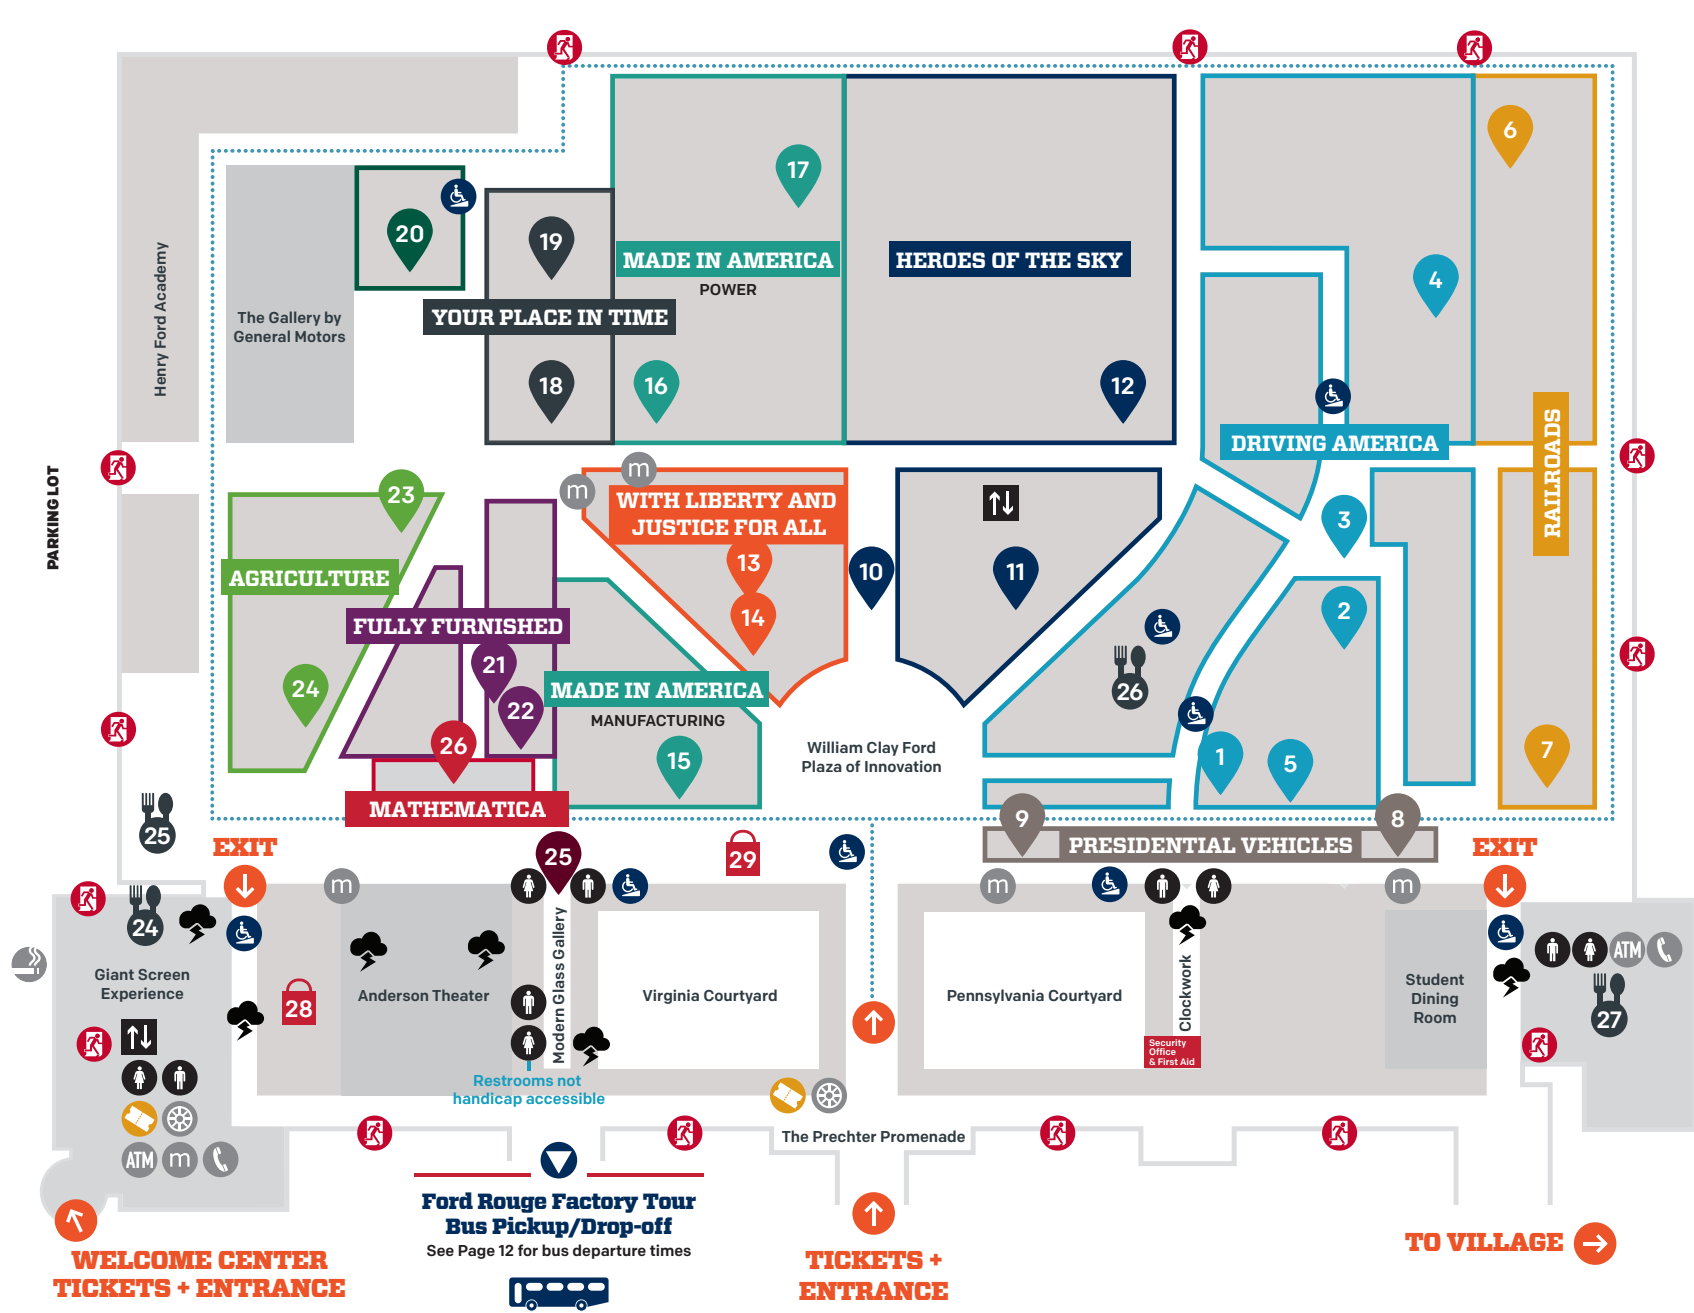 6
17
19
20
MADE IN AMERICA
POWER
HEROES OF THE SKY
4
Henry Ford Academy
The Gallery by
General Motors
YOUR PLACE IN TIME
18
16
12
DRIVING AMERICA
RAILROADS
PARKING LOT
23
m
m
WITH LIBERTY AND
JUSTICE FOR ALL
3
AGRICULTURE
13
10
11
14
2
FULLY FURNISHED
21
24
22
MADE IN AMERICA
MANUFACTURING
26
26
15
William Clay Ford
Plaza of Innovation
1
5
7
MATHEMATICA
9
8
PRESIDENTIAL VEHICLES
25
EXIT
25
29
EXIT
m
m
m
24
Giant Screen
Experience
28
Anderson Theater
Modern Glass Gallery
Virginia Courtyard
Pennsylvania Courtyard
Clockwork
Student
Dining
Room
ATM
27
Security
Office
& First Aid
Restrooms not
handicap accessible
The Prechter Promenade
ATM
m
Ford Rouge Factory Tour
Bus Pickup/Drop-off
See Page 12 for bus departure times
WELCOME CENTER
TICKETS + ENTRANCE
TICKETS +
ENTRANCE
TO VILLAGE